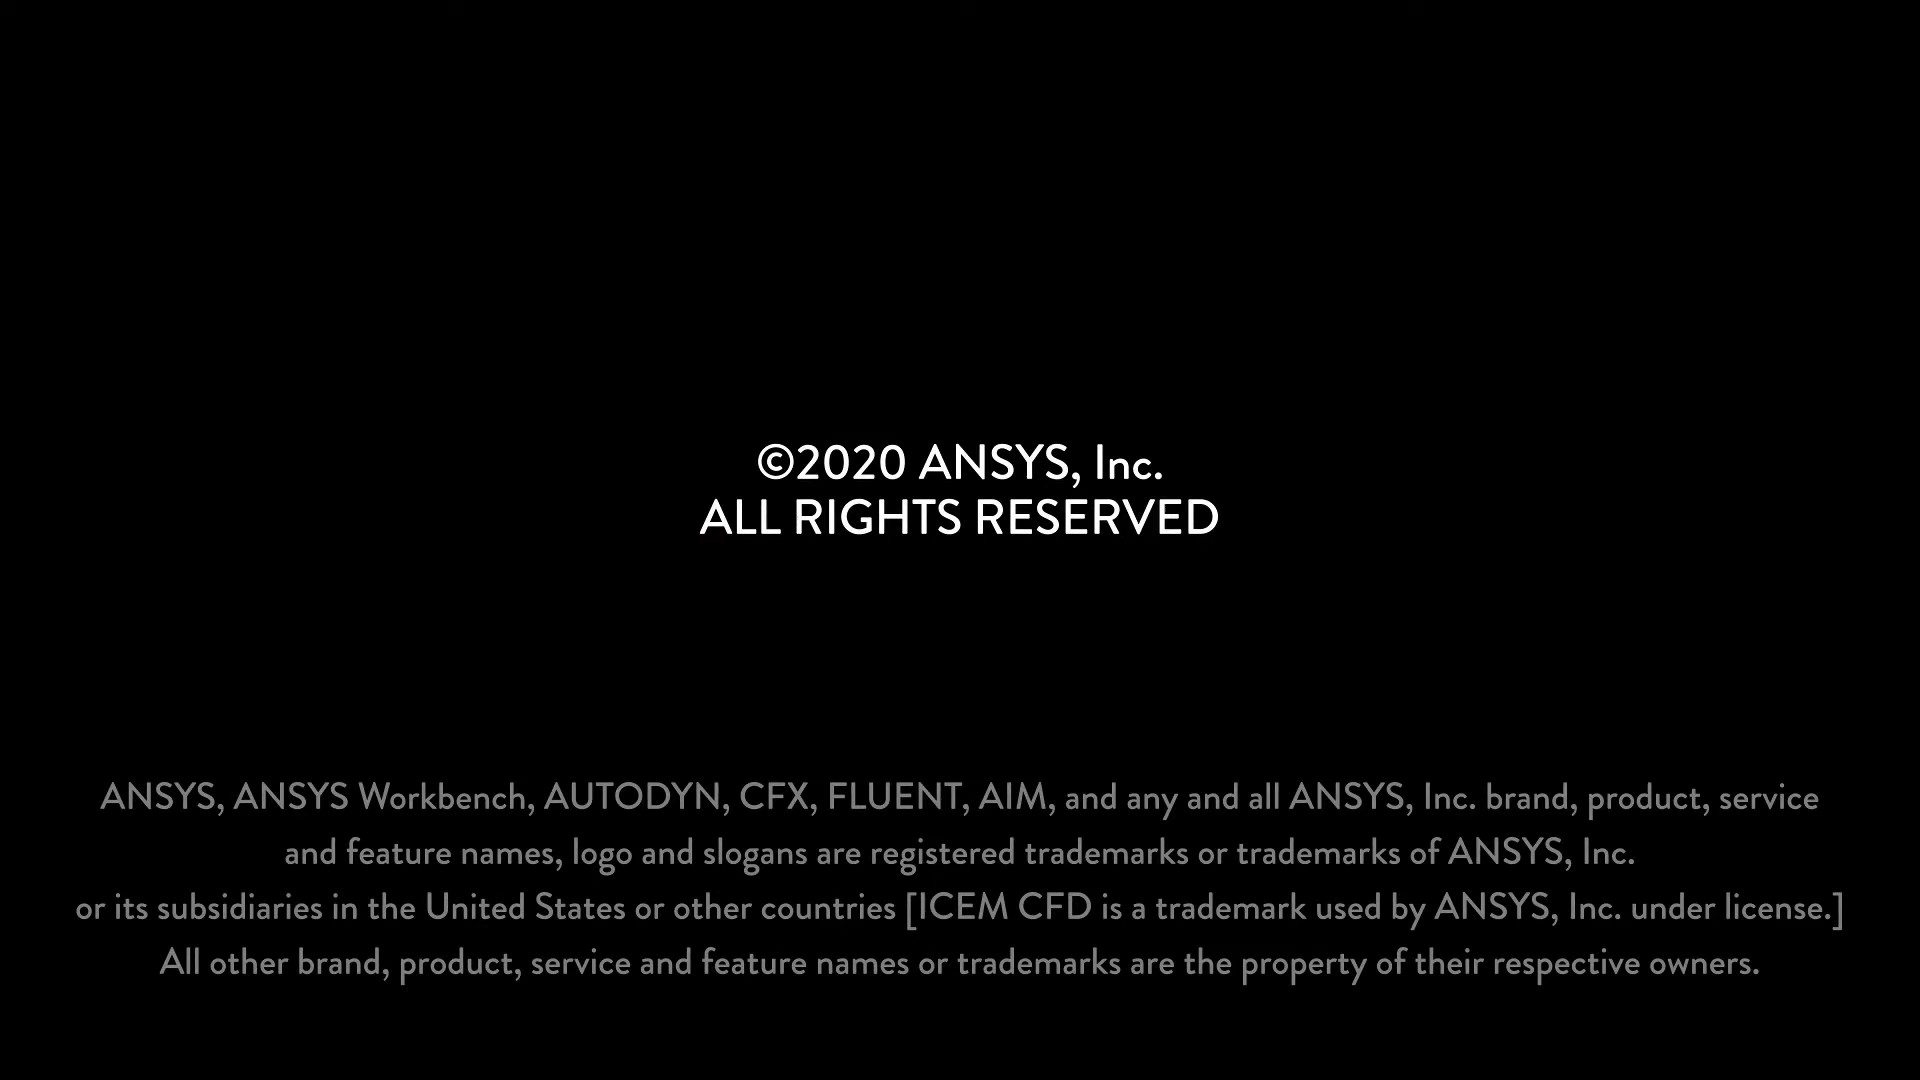 ©2020 ANSYS, Inc.
ALL RIGHTS RESERVED
ANSYS, ANSYS Workbench, AUTODYN, CFX, FLUENT, AIM, and any and all ANSYS, Inc. brand, product, service
and feature names, logo and slogans are registered trademarks or trademarks of ANSYS, Inc.
or its subsidiaries in the United States or other countries [ICEM CFD is a trademark used by ANSYS, Inc. under license.]
All other brand, product, service and feature names or trademarks are the property of their respective owners.